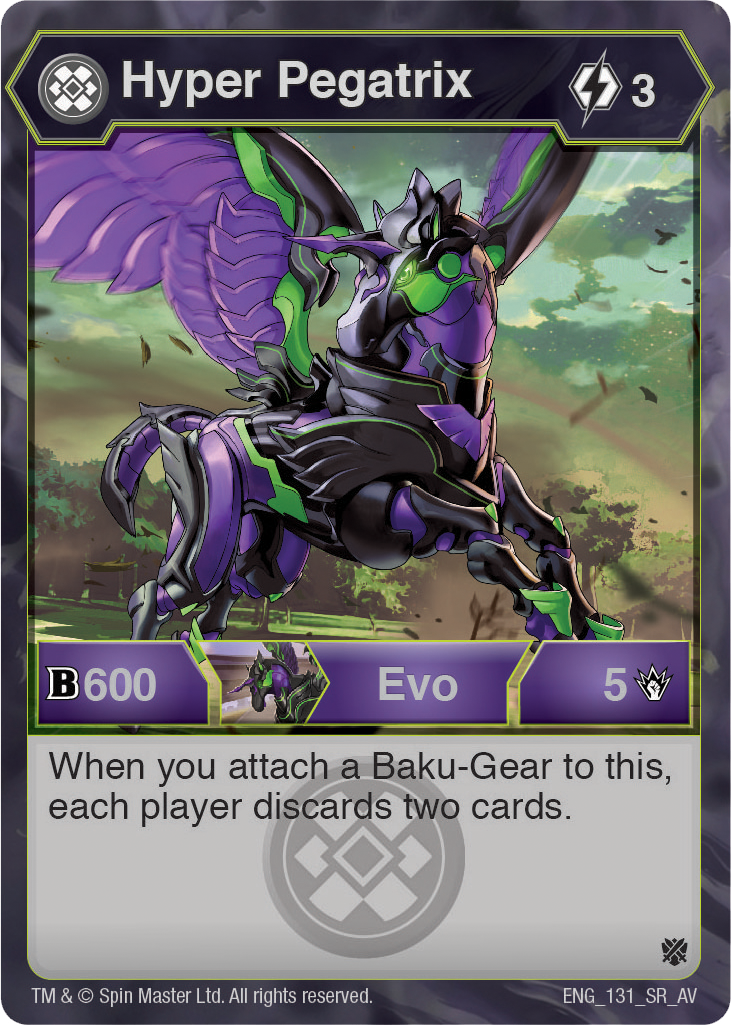 Hyper Pegatrix
3
B 600
Evo
5
When you attach a Baku-Gear to this,
each player discards two cards.
TM & © Spin Master Ltd. All rights reserved.
ENG_131_SR_AV